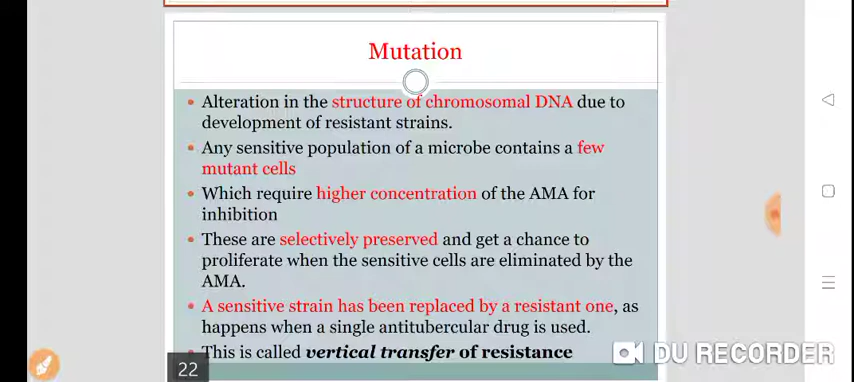 Mutation
Alteration in the structure of chromosomal DNA due to
development of resistant strains.
Any sensitive population of a microbe contains a few
mutant cells
Which require higher concentration of the AMA for
inhibition
These are selectively preserved and get a chance to
proliferate when the sensitive cells are eliminated by the
AMA.
A sensitive strain has been replaced by a resistant one, as
happens when a single antitubercular drug is used.
This is called vertical transfer of resistance
22
DU RECORDER